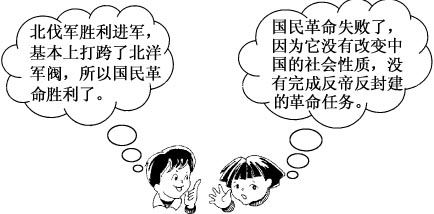 北伐军胜利进军，
基本上打跨了北洋
军阀，所以国民革
命胜利了。
国民革命失败了，
因为它没有改变中
国的社会性质，没
有完成反帝反封建
的革命任务。